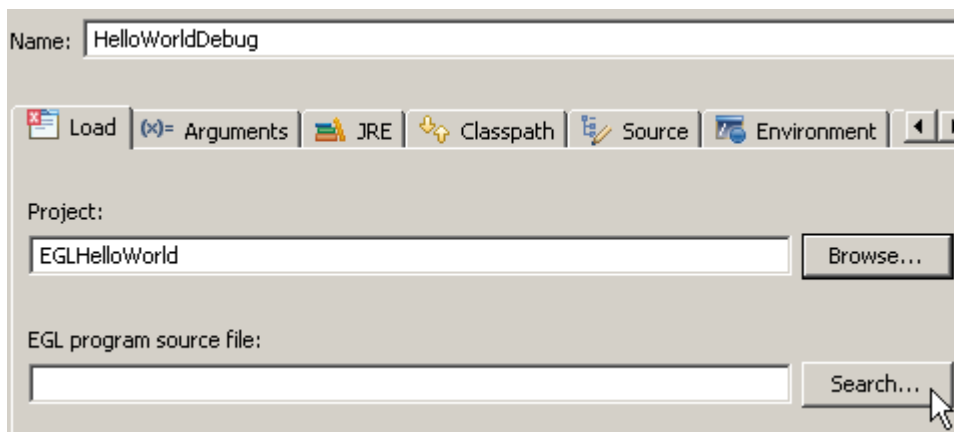 Name: HelloWorldDebug
Load (x)= Arguments JRE Classpath Source Environment
Project:
EGLHelloWorld Browse...
EGL program source file:
Search...